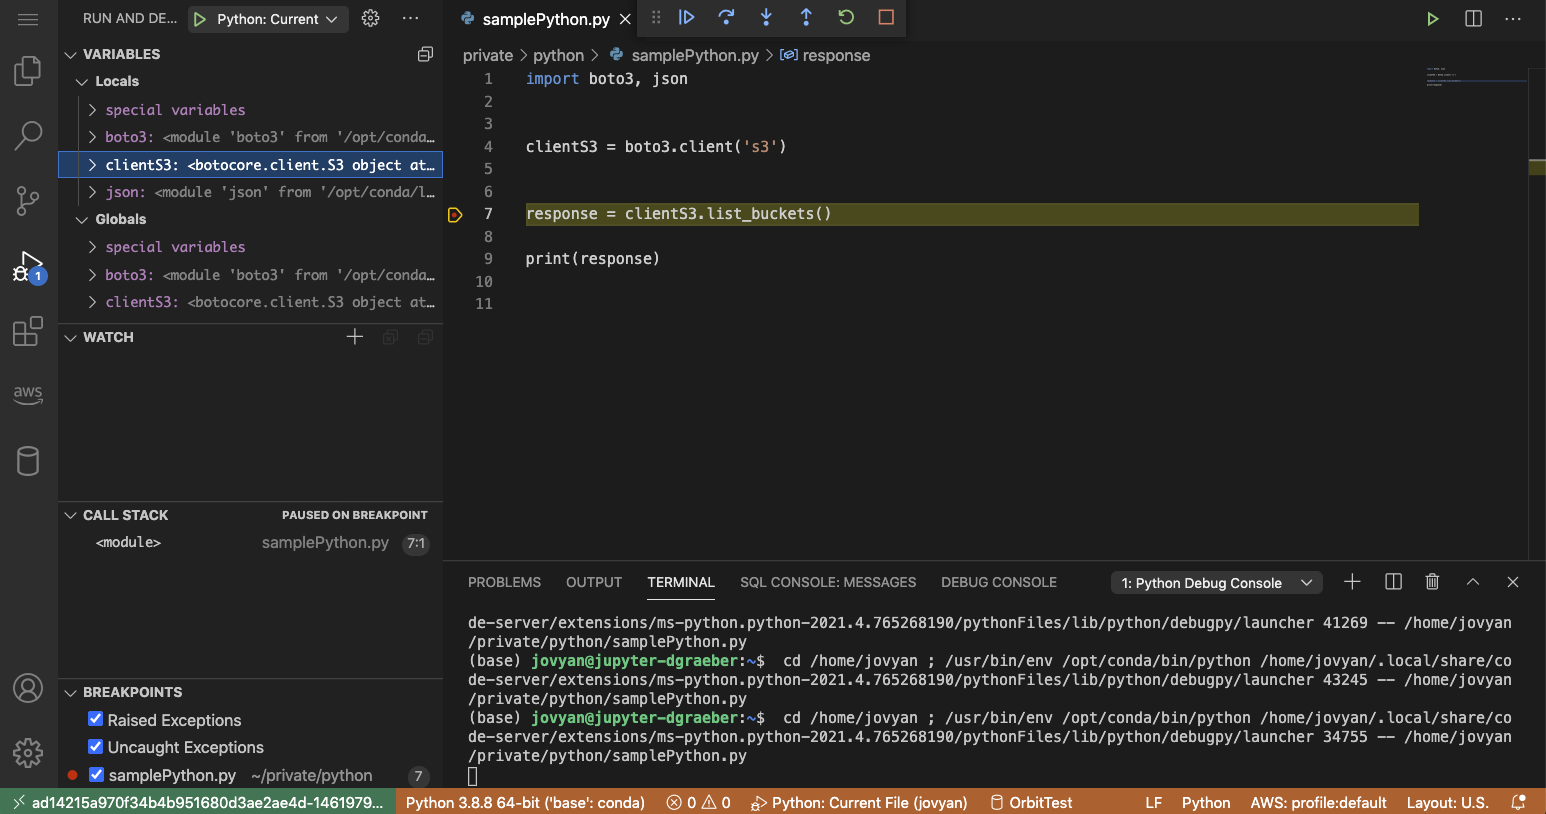 RUN AND DE... Python: Current
VARIABLES
Locals
special variables
boto3: <module 'boto3' from '/opt/conda...
clientS3: <botocore.client.S3 object at...
json: <module 'json' from '/opt/conda/l...
Globals
special variables
boto3: <module 'boto3' from '/opt/conda...
clientS3: <botocore.client.S3 object at...
WATCH
CALL STACK PAUSED ON BREAKPOINT
<module> samplePython.py 7:1
BREAKPOINTS
Raised Exceptions
Uncaught Exceptions
samplePython.py ~/private/python 7
1
aws
samplePython.py
private > python > samplePython.py > response
1 import boto3, json
2
3
4 clientS3 = boto3.client('s3')
5
6
7 response = clientS3.list_buckets()
8
9 print(response)
10
11
PROBLEMS OUTPUT TERMINAL SQL CONSOLE: MESSAGES DEBUG CONSOLE 1: Python Debug Console
de-server/extensions/ms-python.python-2021.4.765268190/pythonFiles/lib/python/debugpy/launcher 41269 -- /home/jovyan
/private/python/samplePython.py
(base) jovyan@jupyter-dgraeber:~$ cd /home/jovyan ; /usr/bin/env /opt/conda/bin/python /home/jovyan/.local/share/co
de-server/extensions/ms-python.python-2021.4.765268190/pythonFiles/lib/python/debugpy/launcher 43245 -- /home/jovyan
/private/python/samplePython.py
(base) jovyan@jupyter-dgraeber:~$ cd /home/jovyan ; /usr/bin/env /opt/conda/bin/python /home/jovyan/.local/share/co
de-server/extensions/ms-python.python-2021.4.765268190/pythonFiles/lib/python/debugpy/launcher 34755 -- /home/jovyan
/private/python/samplePython.py
ad14215a970f34b4b951680d3ae2ae4d-1461979... Python 3.8.8 64-bit ('base': conda) 0 0 Python: Current File (jovyan) OrbitTest LF Python AWS: profile:default Layout: U.S.